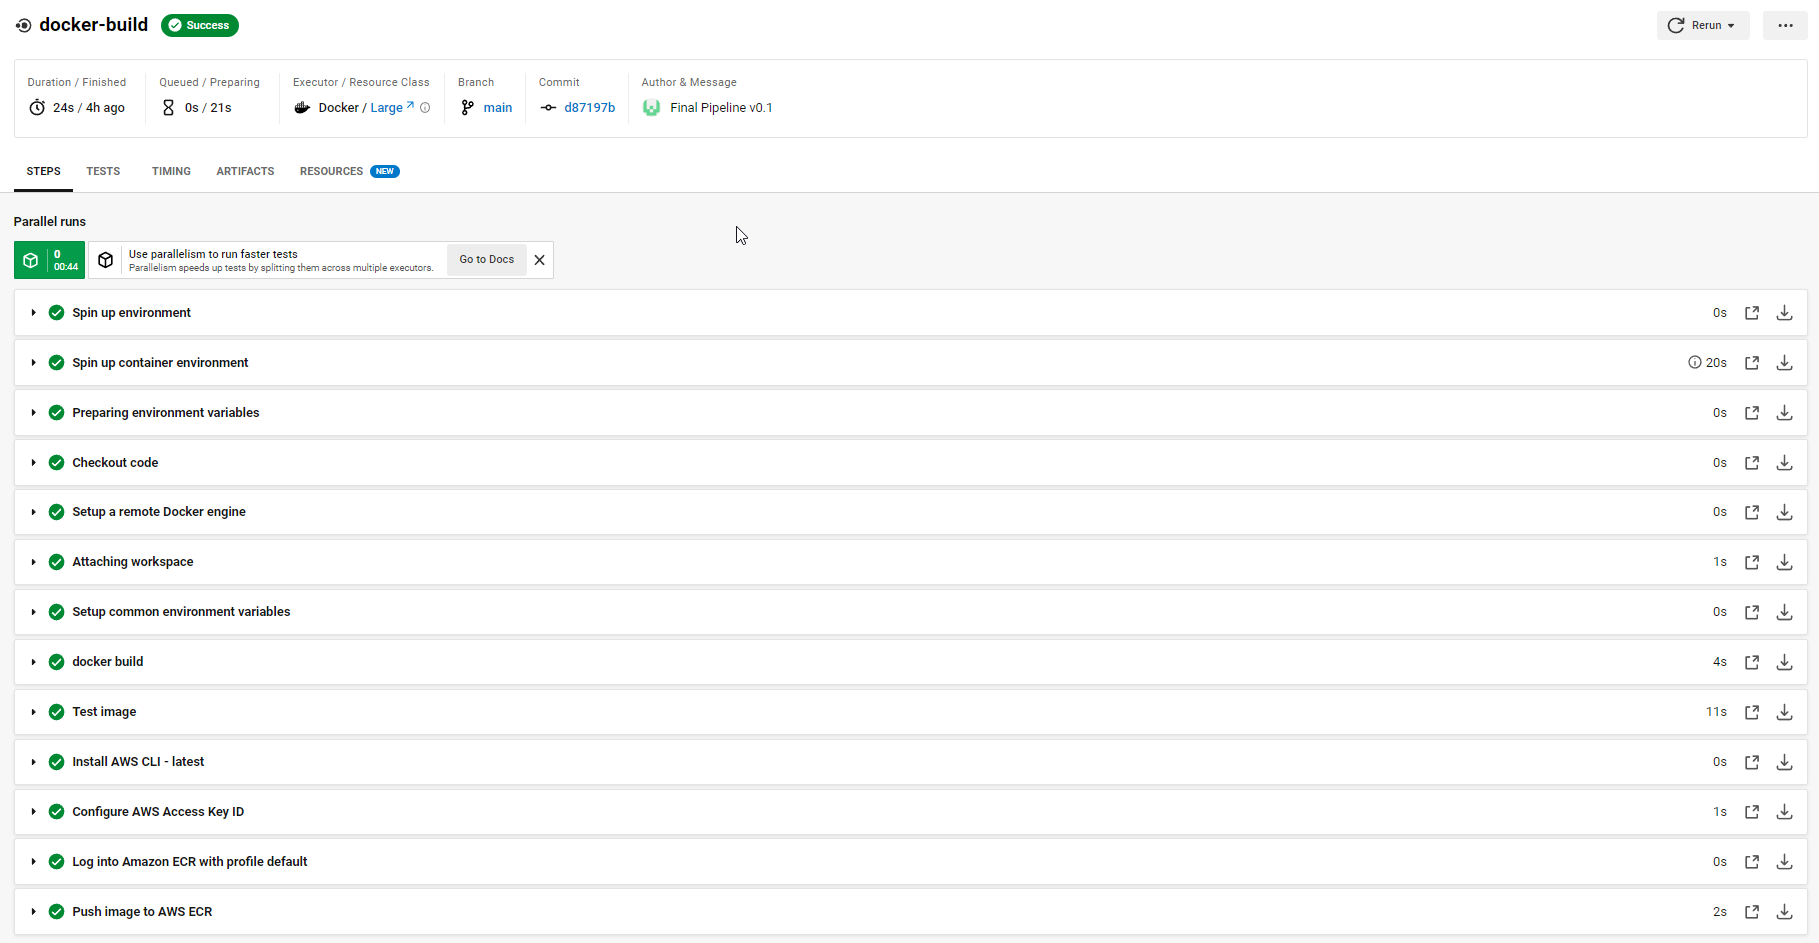 docker-build Success Rerun ...
Duration / Finished Queued / Preparing Executor / Resource Class Branch Commit Author & Message
24s / 4h ago 0s / 21s Docker / Large main d87197b Final Pipeline v0.1
STEPS TESTS TIMING ARTIFACTS RESOURCES NEW
Parallel runs
0
00:44
Use parallelism to run faster tests
Parallelism speeds up tests by splitting them across multiple executors.
Go to Docs
Spin up environment 0s
Spin up container environment 20s
Preparing environment variables 0s
Checkout code 0s
Setup a remote Docker engine 0s
Attaching workspace 1s
Setup common environment variables 0s
docker build 4s
Test image 11s
Install AWS CLI - latest 0s
Configure AWS Access Key ID 1s
Log into Amazon ECR with profile default 0s
Push image to AWS ECR 2s